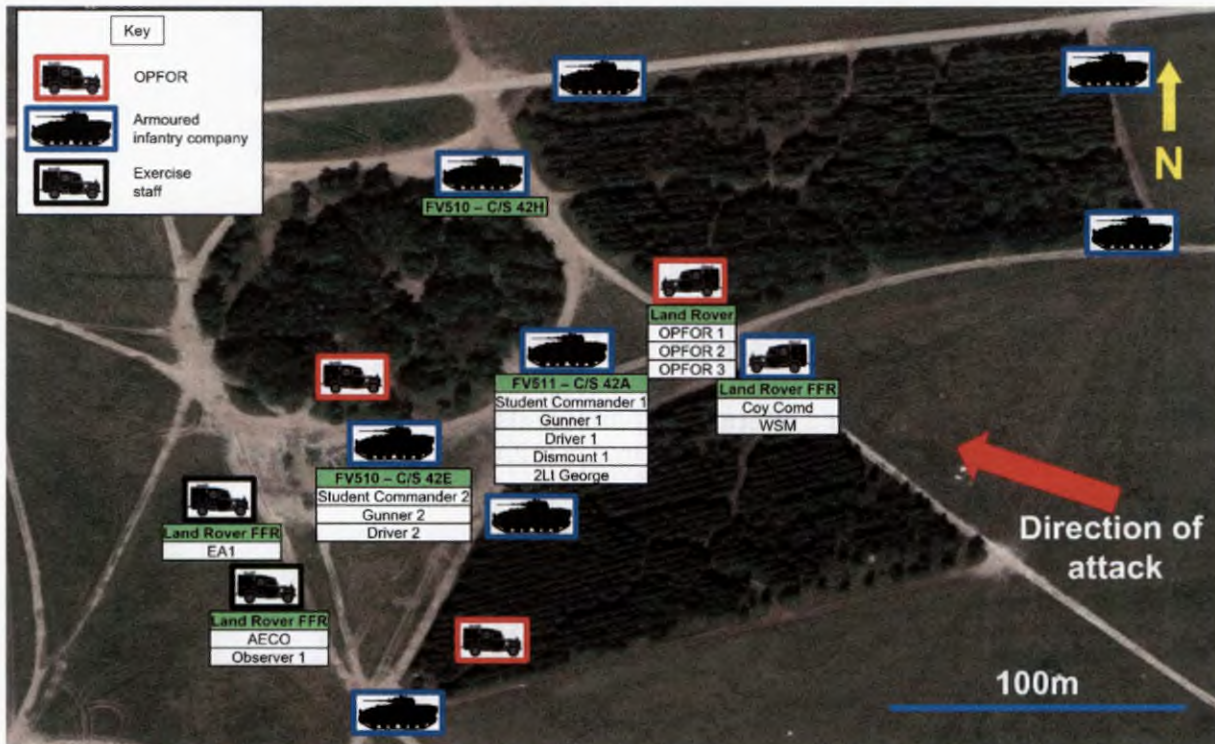 Key
OPFOR
Armoured
infantry company
Exercise
staff
N
FV510 – C/S 42H
Land Rover
OPFOR 1
OPFOR 2
OPFOR 3
FV511 – C/S 42A
Student Commander 1
Gunner 1
Driver 1
Dismount 1
2Lt George
Land Rover FFR
Coy Comd
WSM
FV510 – C/S 42E
Student Commander 2
Gunner 2
Driver 2
Land Rover FFR
EA1
Land Rover FFR
AECO
Observer 1
Direction of
attack
100m